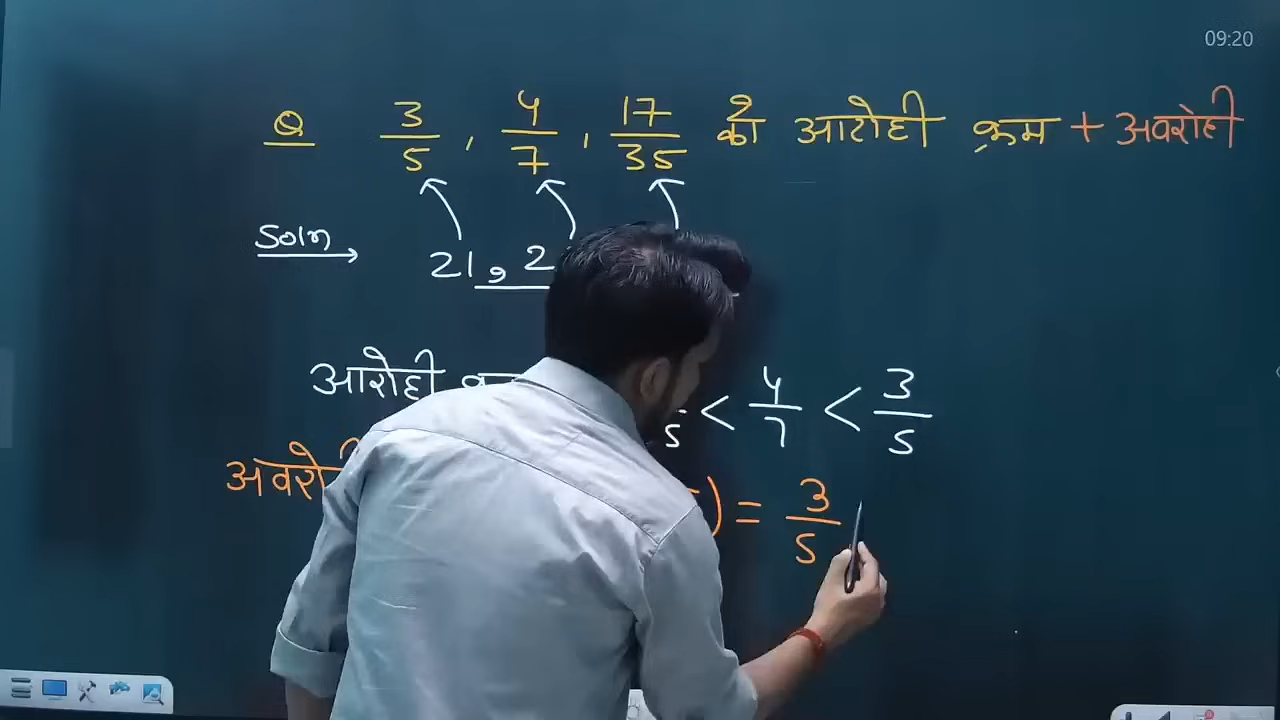 09:20
Q 3/5, 4/7, 17/35 का आरोही क्रम + अवरोही
Soln → 21, 2
आरोही < 4/7 < 3/5
) = 3/5